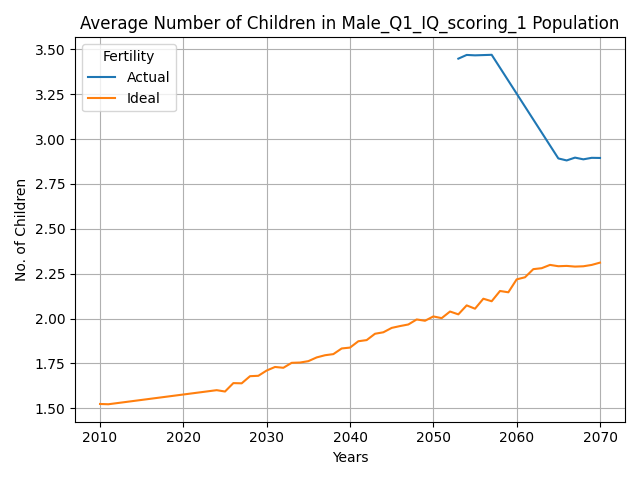 Average Number of Children in Male_Q1_IQ_scoring_1 Population
Fertility
Actual
Ideal
3.50
3.25
3.00
2.75
2.50
2.25
2.00
1.75
1.50
No. of Children
2010 2020 2030 2040 2050 2060 2070
Years